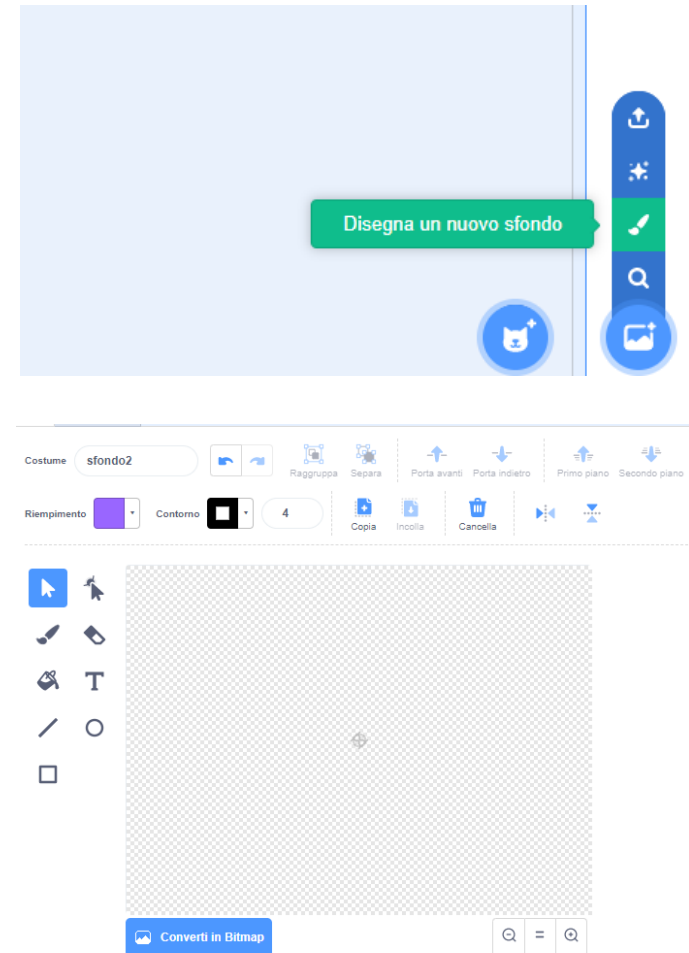 Disegna un nuovo sfondo
Costume sfondo2 Raggruppa Separa Porta avanti Porta indietro Primo piano Secondo piano
Riempimento Contorno 4 Copia Incolla Cancella
T
Converti in Bitmap